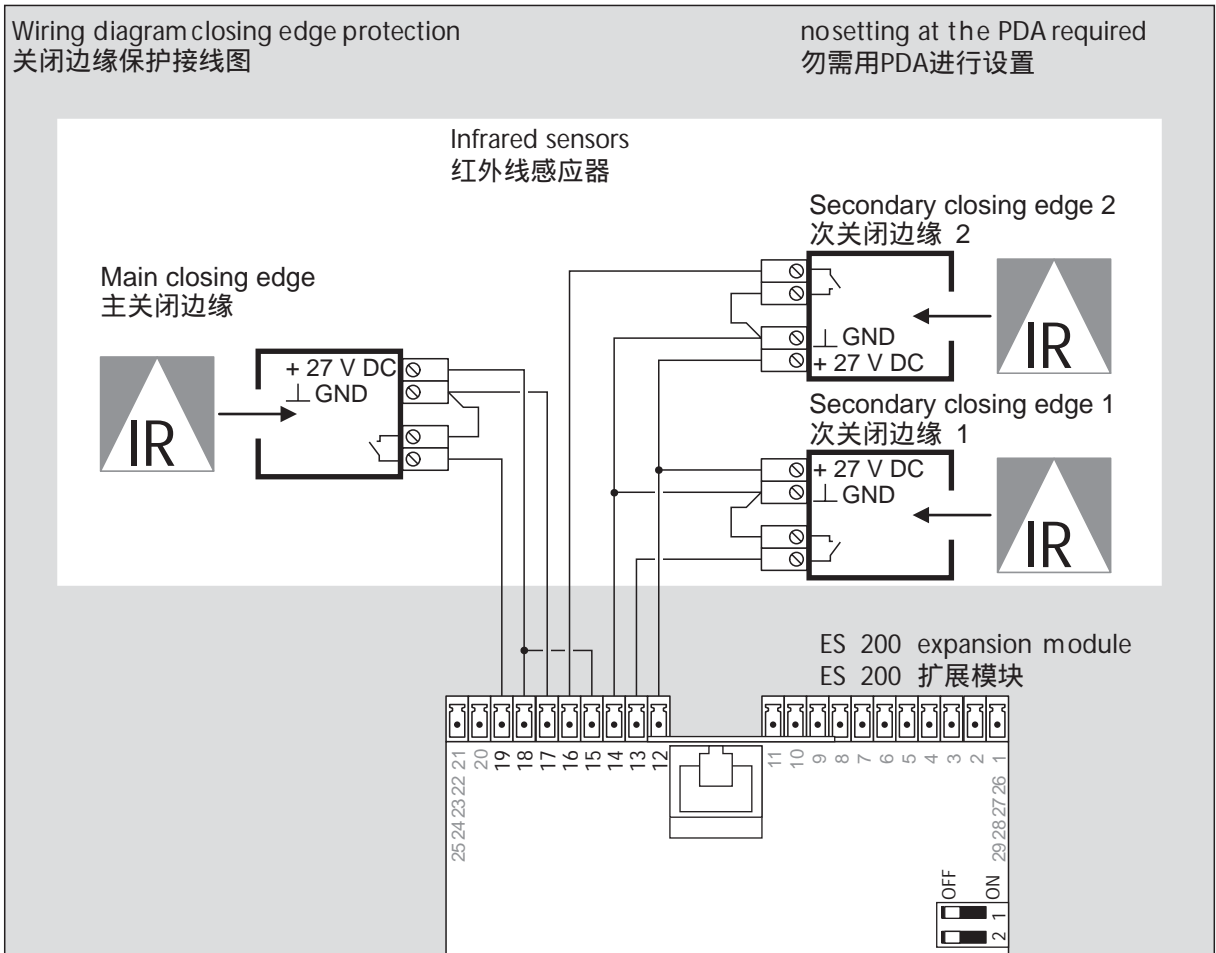 Wiring diagram closing edge protection
关闭边缘保护接线图
no setting at the PDA required
勿需用PDA进行设置
Infrared sensors
红外线感应器
Secondary closing edge 2
次关闭边缘 2
Main closing edge
主关闭边缘
IR
+ 27 V DC
⊥ GND
⊥ GND
+ 27 V DC
IR
Secondary closing edge 1
次关闭边缘 1
+ 27 V DC
⊥ GND
IR
ES 200 expansion module
ES 200 扩展模块
21 20 19 18 17 16 15 14 13 12 11 10 9 8 7 6 5 4 3 2 1
25 24 23 22
29 28 27 26
OFF ON
1
2